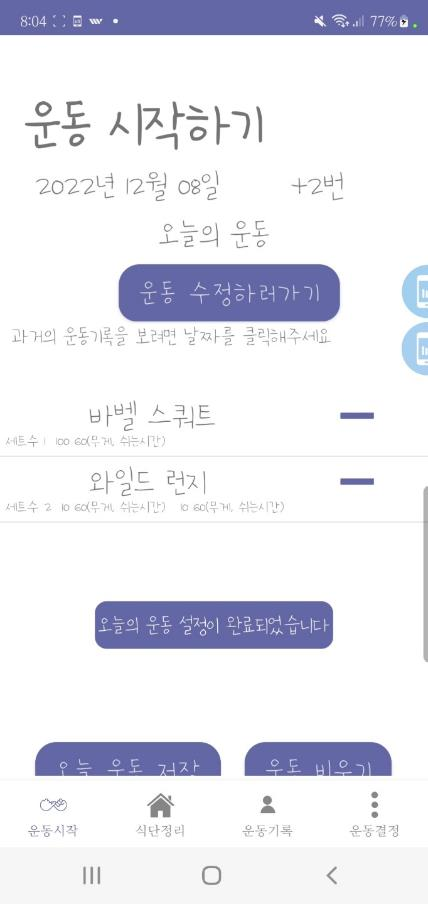 8:04 77%
운동 시작하기
2022년 12월 08일 +2번
오늘의 운동
운동 수정하러가기
과거의 운동기록을 보려면 날짜를 클릭해주세요
바벨 스쿼트
세트수 1 100 60(무게, 쉬는시간)
와일드 런지
세트수 2 10 60(무게, 쉬는시간) 10 60(무게, 쉬는시간)
오늘의 운동 설정이 완료되었습니다
오늘 운동 저장 운동 비우기
운동시작 식단정리 운동기록 운동결정